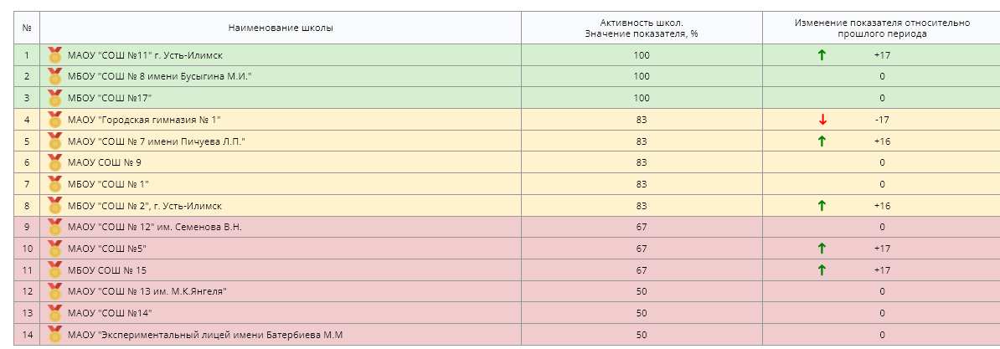 № Наименование школы Активность школ. Значение показателя, % Изменение показателя относительно прошлого периода
1 МАОУ "СОШ №11" г. Усть-Илимск 100 +17
2 МБОУ "СОШ № 8 имени Бусыгина М.И." 100 0
3 МБОУ "СОШ №17" 100 0
4 МАОУ "Городская гимназия № 1" 83 -17
5 МАОУ "СОШ № 7 имени Пичуева Л.П." 83 +16
6 МАОУ СОШ № 9 83 0
7 МБОУ "СОШ № 1" 83 0
8 МБОУ "СОШ № 2", г. Усть-Илимск 83 +16
9 МАОУ "СОШ № 12" им. Семенова В.Н. 67 0
10 МАОУ "СОШ №5" 67 +17
11 МБОУ СОШ № 15 67 +17
12 МАОУ "СОШ № 13 им. М.К.Янгеля" 50 0
13 МАОУ "СОШ №14" 50 0
14 МАОУ "Экспериментальный лицей имени Батербиева М.М 50 0